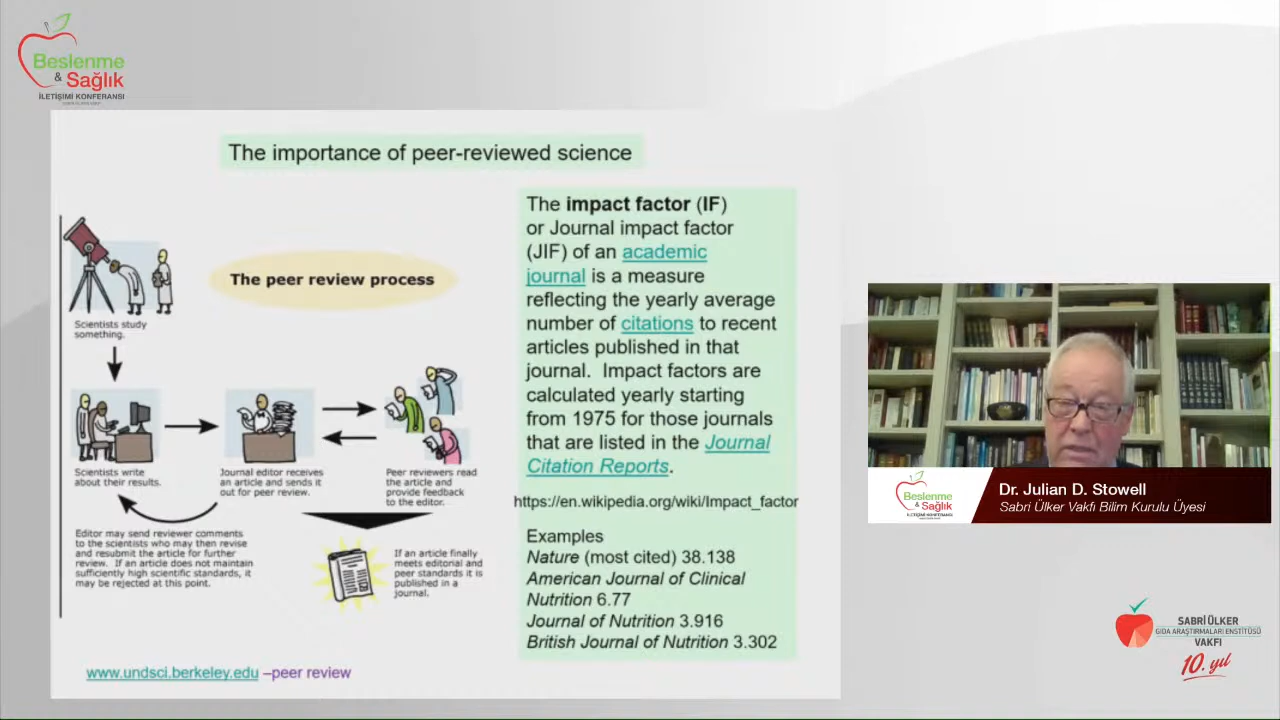 Beslenme
& Sağlık
İLETİŞİMİ KONFERANSI
The importance of peer-reviewed science
The peer review process
Scientists study
something.
Scientists write
about their results.
Journal editor receives
an article and sends it
out for peer review.
Peer reviewers read
the article and
provide feedback
to the editor.
Editor may send reviewer comments
to the scientists who may then revise
and resubmit the article for further
review. If an article does not maintain
sufficiently high scientific standards, it
may be rejected at this point.
If an article finally
meets editorial and
peer standards it is
published in a
journal.
www.undsci.berkeley.edu –peer review
The impact factor (IF)
or Journal impact factor
(JIF) of an academic
journal is a measure
reflecting the yearly average
number of citations to recent
articles published in that
journal. Impact factors are
calculated yearly starting
from 1975 for those journals
that are listed in the Journal
Citation Reports.
https://en.wikipedia.org/wiki/Impact_factor
Examples
Nature (most cited) 38.138
American Journal of Clinical
Nutrition 6.77
Journal of Nutrition 3.916
British Journal of Nutrition 3.302
Beslenme
& Sağlık
İLETİŞİMİ KONFERANSI
Dr. Julian D. Stowell
Sabri Ülker Vakfı Bilim Kurulu Üyesi
SABRİ ÜLKER
GIDA ARAŞTIRMALARI ENSTİTÜSÜ
VAKFI
10. yıl